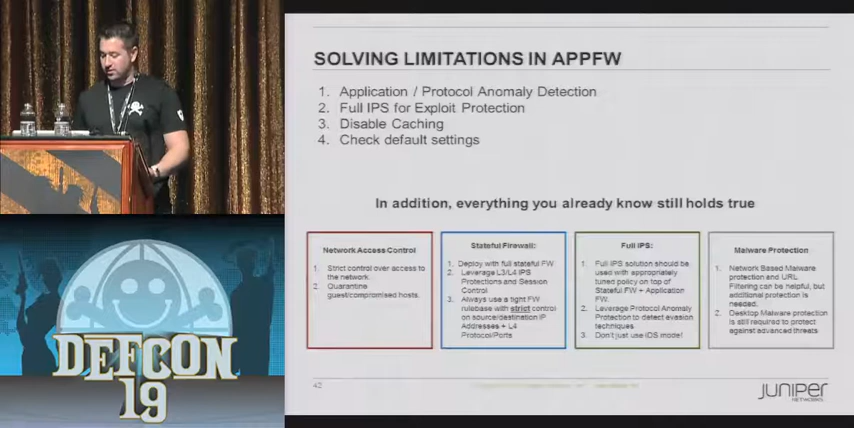 SOLVING LIMITATIONS IN APPFW
1. Application / Protocol Anomaly Detection
2. Full IPS for Exploit Protection
3. Disable Caching
4. Check default settings
In addition, everything you already know still holds true
Network Access Control
1. Strict control over access to
the network.
2. Quarantine
guest/compromised hosts.
Stateful Firewall:
1. Deploy with full stateful FW
2. Leverage L3/L4 IPS
Protections and Session
Control
3. Always use a tight FW
rulebase with strict control
on source/destination IP
Addresses + L4
Protocol/Ports
Full IPS:
1. Full IPS solution should be
used with appropriately
tuned policy on top of
Stateful FW + Application
FW.
2. Leverage Protocol Anomaly
Protection to detect evasion
techniques
3. Don't just use IDS mode!
Malware Protection
1. Network Based Malware
protection and URL
Filtering can be helpful, but
additional protection is
needed.
2. Desktop Malware protection
is still required to protect
against advanced threats
42
JUNIPER
NETWORKS
DEFCON
19